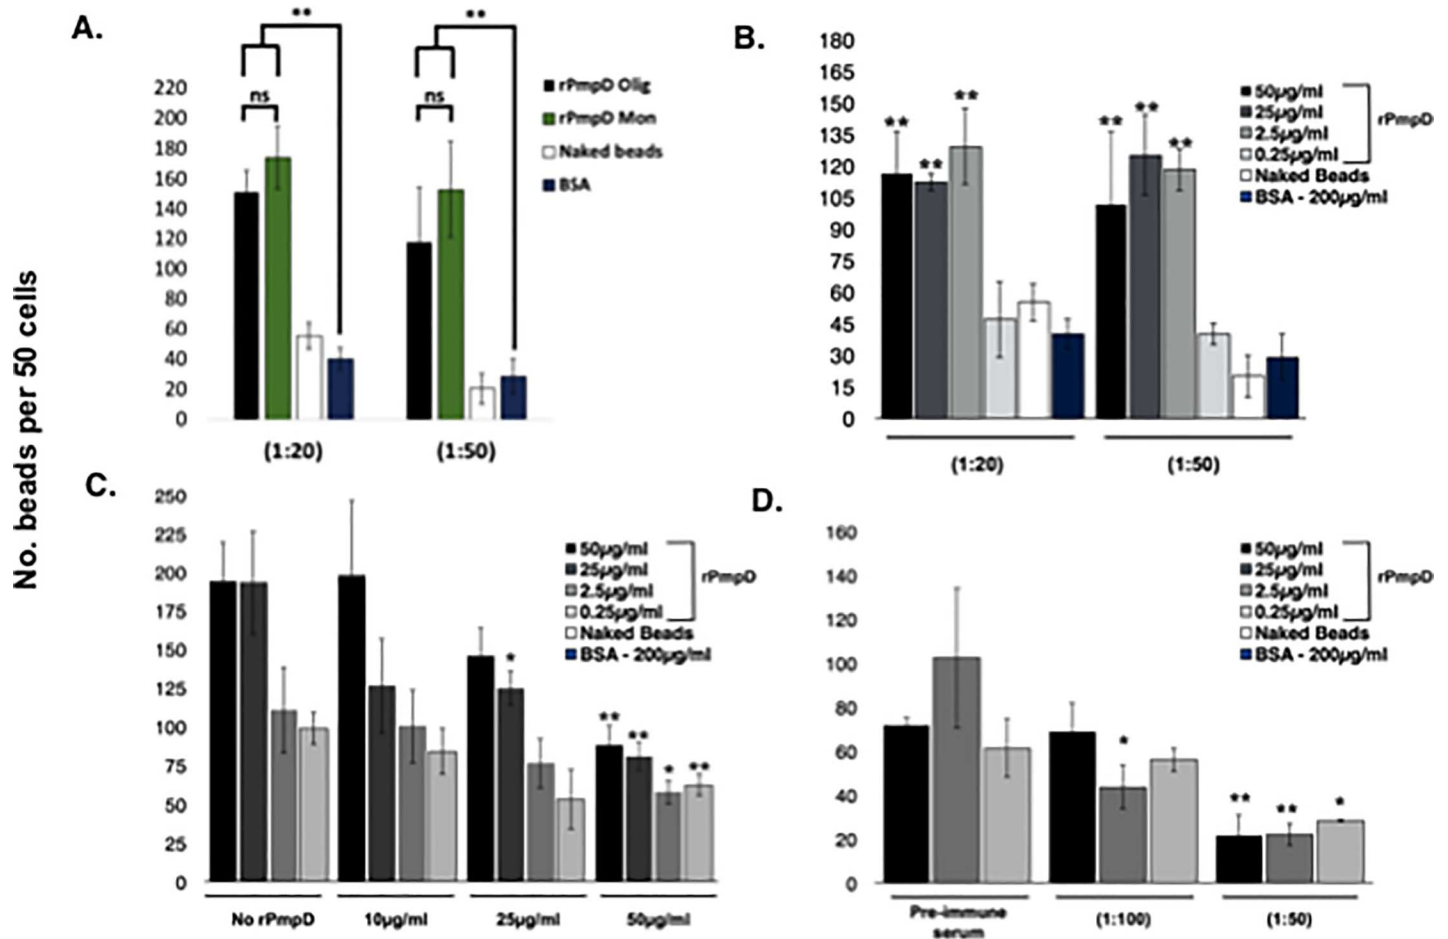 No. beads per 50 cells
A.
**
**
ns
ns
220
200
180
160
140
120
100
80
60
40
20
0
rPmpD Olig
rPmpD Mon
Naked beads
BSA
(1:20)
(1:50)
B.
180
165
150
135
120
105
90
75
60
45
30
15
0
**
**
**
**
**
**
50µg/ml
25µg/ml
2.5µg/ml
0.25µg/ml
rPmpD
Naked Beads
BSA - 200µg/ml
(1:20)
(1:50)
C.
250
225
200
175
150
125
100
75
50
25
0
*
**
**
*
**
50µg/ml
25µg/ml
2.5µg/ml
0.25µg/ml
rPmpD
Naked Beads
BSA - 200µg/ml
No rPmpD
10µg/ml
25µg/ml
50µg/ml
D.
160
140
120
100
80
60
40
20
0
*
**
**
*
50µg/ml
25µg/ml
2.5µg/ml
0.25µg/ml
rPmpD
Naked Beads
BSA - 200µg/ml
Pre-immune
serum
(1:100)
(1:50)